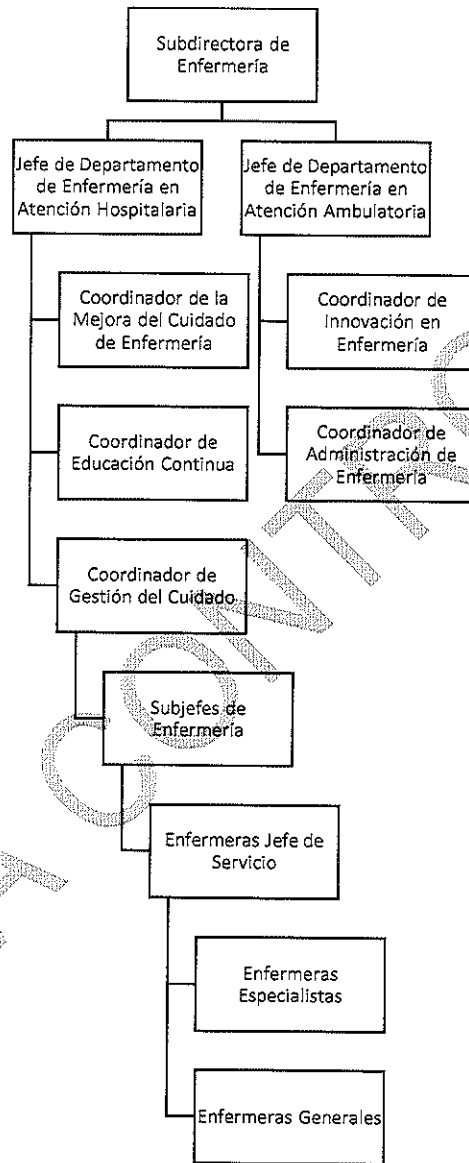 Subdirectora de
Enfermería
Jefe de Departamento
de Enfermería en
Atención Hospitalaria
Jefe de Departamento
de Enfermería en
Atención Ambulatoria
Coordinador de la
Mejora del Cuidado
de Enfermería
Coordinador de
Innovación en
Enfermería
Coordinador de
Educación Continua
Coordinador de
Administración de
Enfermería
Coordinador de
Gestión del Cuidado
Subjefes de
Enfermería
Enfermeras Jefe de
Servicio
Enfermeras
Especialistas
Enfermeras Generales